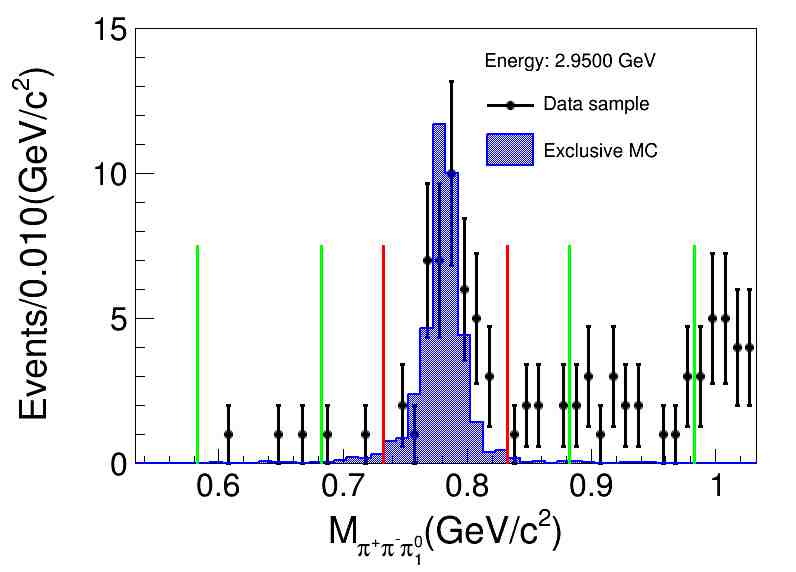 15
10
5
0
Events/0.010(GeV/c²)
Energy: 2.9500 GeV
Data sample
Exclusive MC
0.6 0.7 0.8 0.9 1
M_{π⁺π⁻π⁰₁}(GeV/c²)